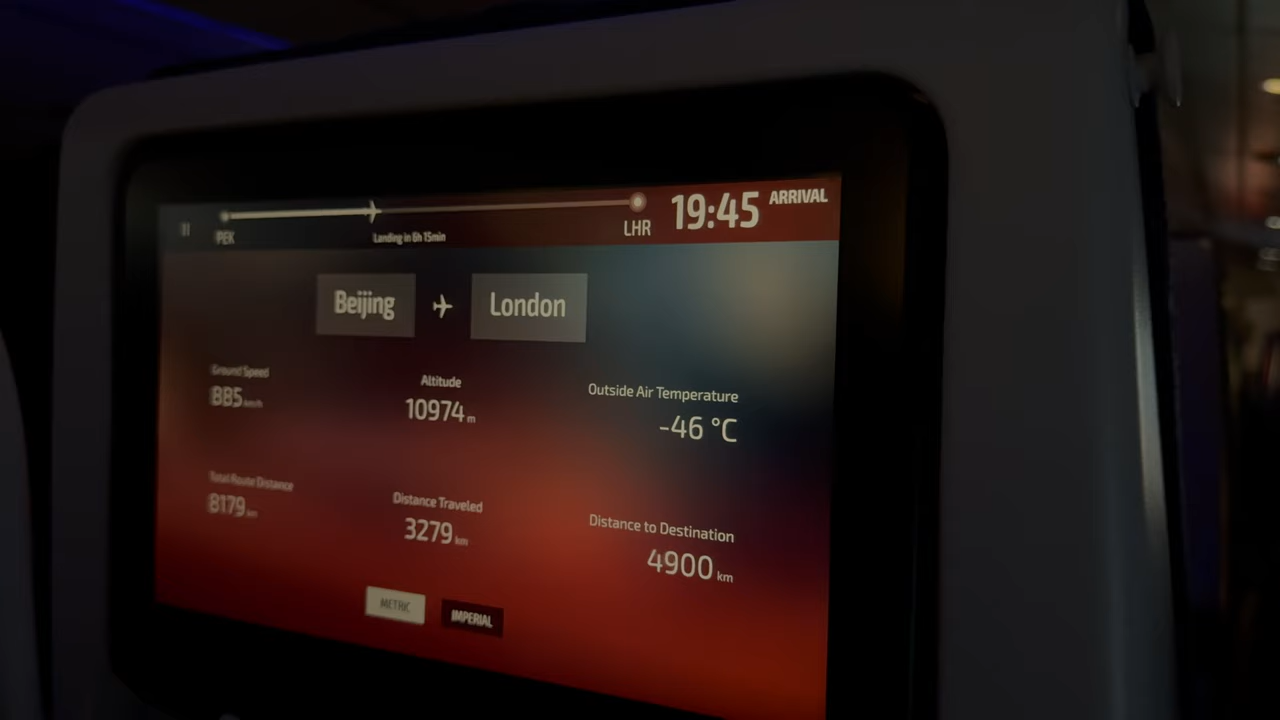 PEK
Landing in 6h 15min
LHR
19:45 ARRIVAL
Beijing
London
Ground Speed
885 km/h
Altitude
10974 m
Outside Air Temperature
-46 °C
Total Route Distance
8179 km
Distance Traveled
3279 km
Distance to Destination
4900 km
METRIC
IMPERIAL